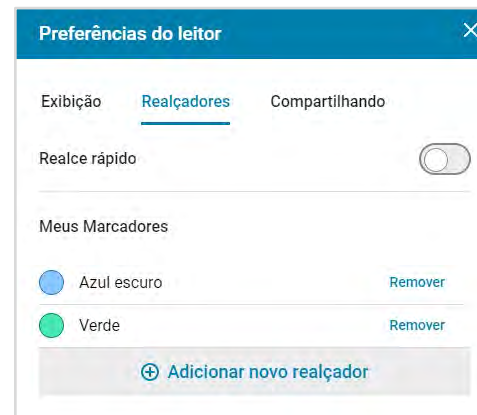 Preferências do leitor
Exibição Realçadores Compartilhando
Realce rápido
Meus Marcadores
Azul escuro Remover
Verde Remover
Adicionar novo realçador